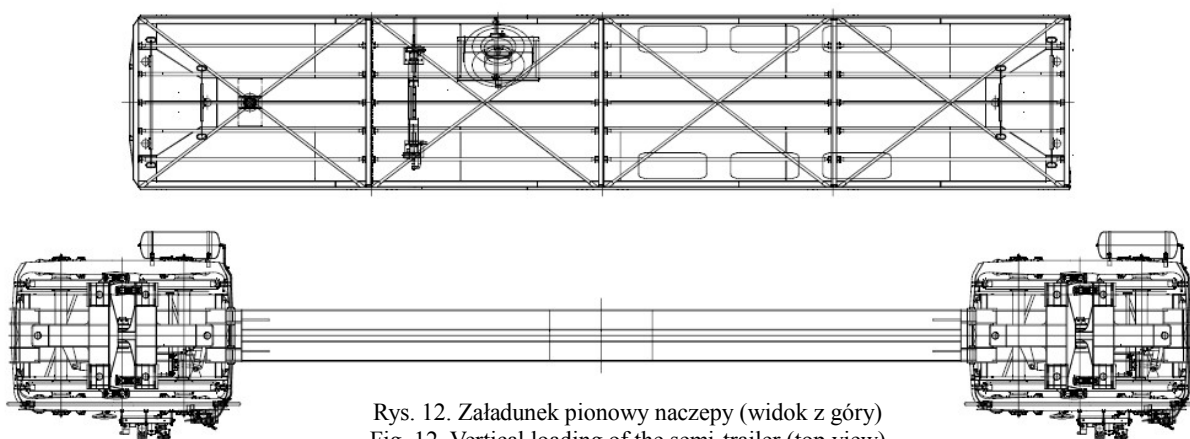 Rys. 12. Załadunek pionowy naczepy (widok z góry)
Fig. 12. Vertical loading of the semi-trailer (top view)